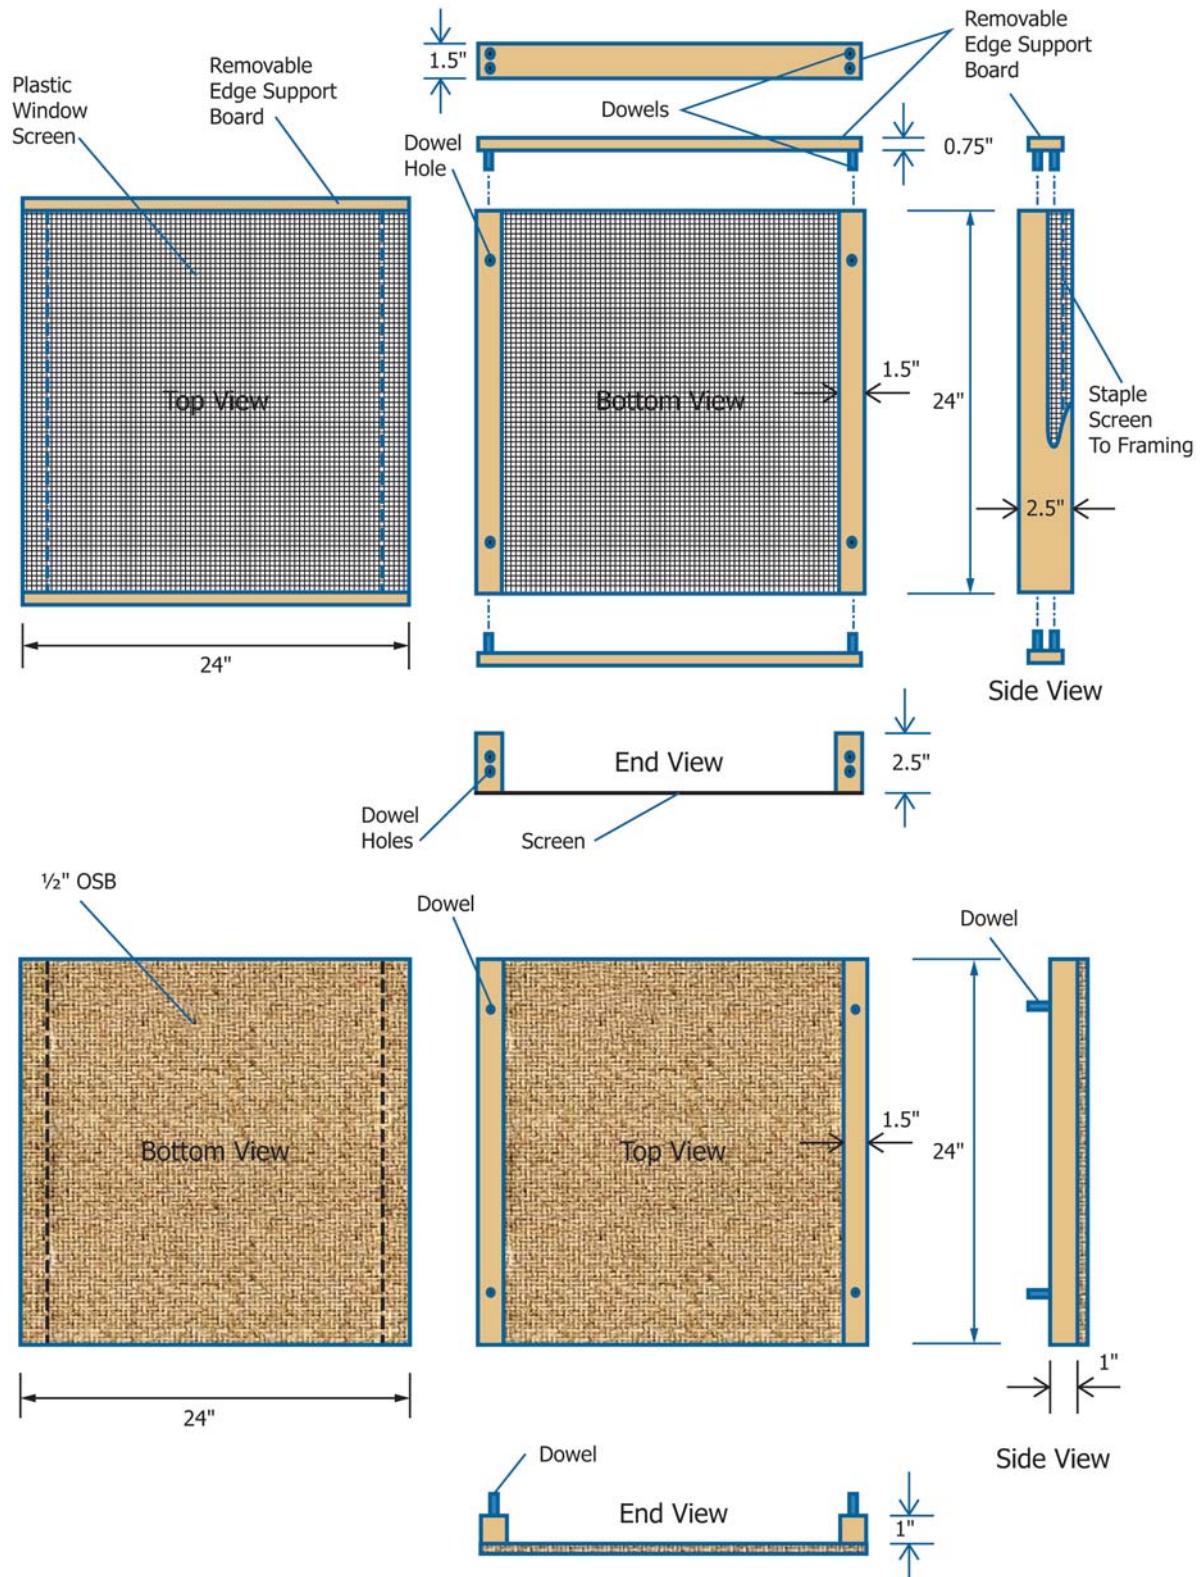 Removable
Edge Support
Board
1.5"
Plastic
Window
Screen
Removable
Edge Support
Board
Dowels
Dowel
Hole
0.75"
Top View
Bottom View
1.5"
24"
Staple
Screen
To Framing
2.5"
24"
Side View
End View
2.5"
Dowel
Holes
Screen
½" OSB
Dowel
Dowel
Bottom View
Top View
1.5"
24"
1"
24"
Side View
Dowel
End View
1"